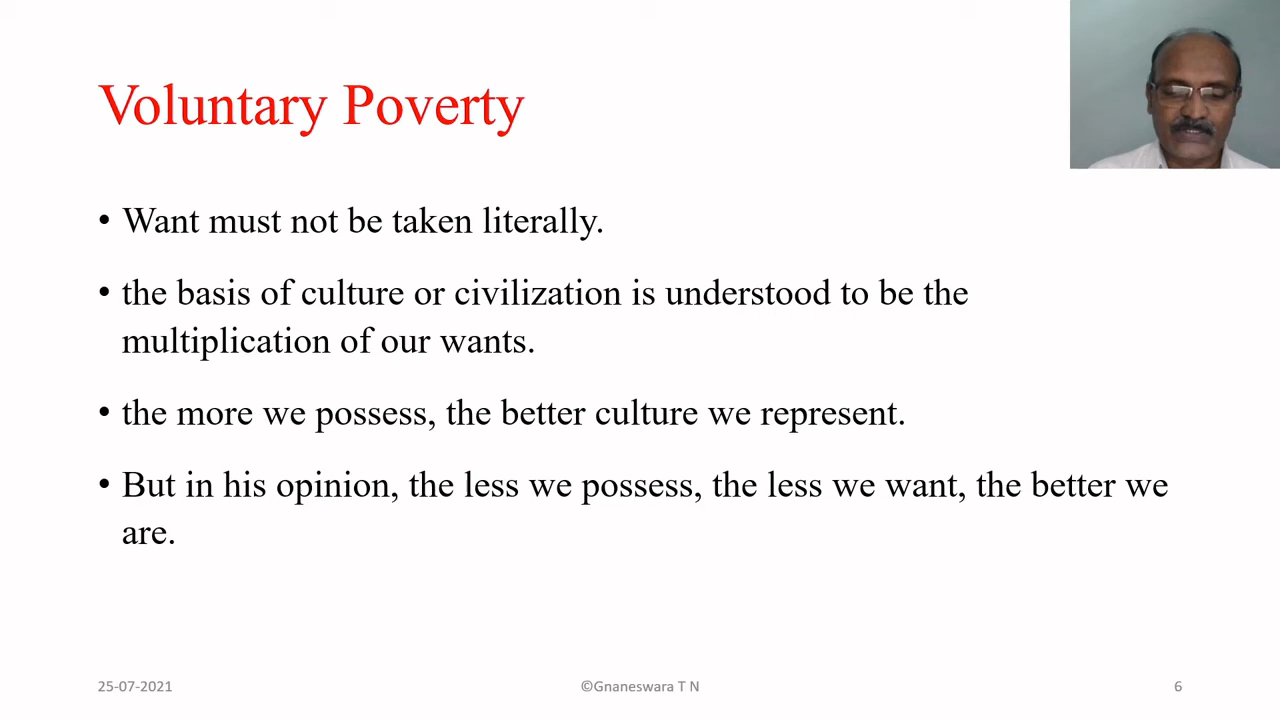 Voluntary Poverty
• Want must not be taken literally.
• the basis of culture or civilization is understood to be the
multiplication of our wants.
• the more we possess, the better culture we represent.
• But in his opinion, the less we possess, the less we want, the better we
are.
25-07-2021
©Gnaneswara T N
6